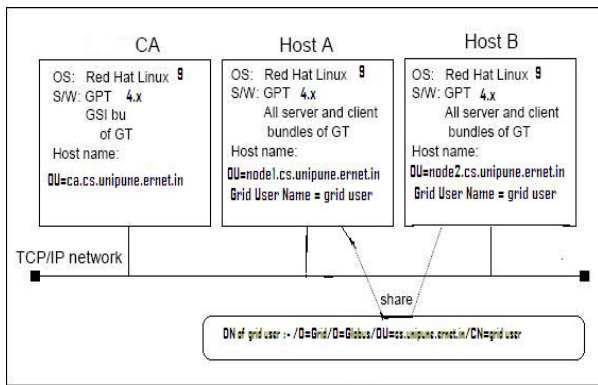 CA
OS: Red Hat Linux 9
S/W: GPT 4.x
GSI bu
of GT
Host name:
OU=ca.cs.unipune.ernet.in
Host A
OS: Red Hat Linux 9
S/W: GPT 4.x
All server and client
bundles of GT
Host name:
OU=node1.cs.unipune.ernet.in
Grid User Name = grid user
Host B
OS: Red Hat Linux 9
S/W: GPT 4.x
All server and client
bundles of GT
Host name:
OU=node2.cs.unipune.ernet.in
Grid User Name = grid user
TCP/IP network
share
DN of grid user :- /O=Grid/O=Globus/OU=cs.unipune.ernet.in/CN=grid user